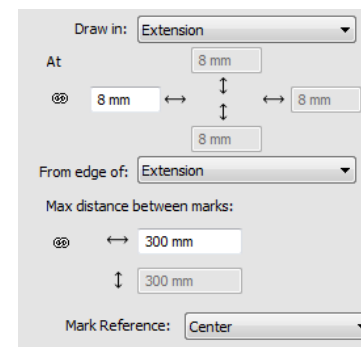 Draw in: Extension
At 8 mm
8 mm 8 mm
8 mm
From edge of: Extension
Max distance between marks:
300 mm
300 mm
Mark Reference: Center